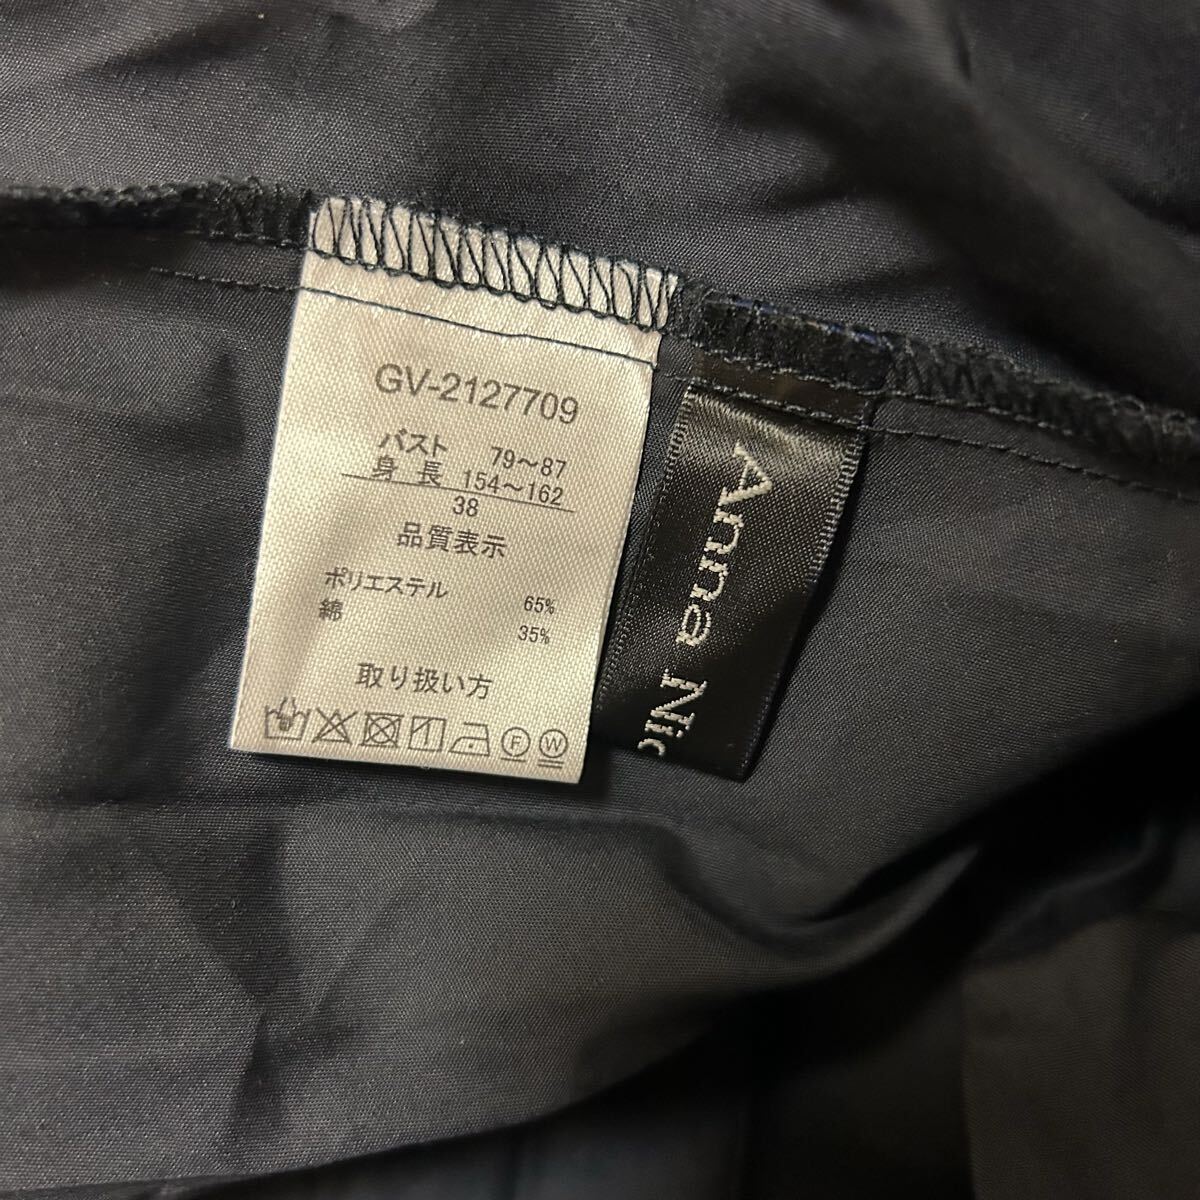 GV-2127709
バスト 79～87
身長 154～162
38
品質表示
ポリエステル 65%
綿 35%
取り扱い方
F W
Anna Nic